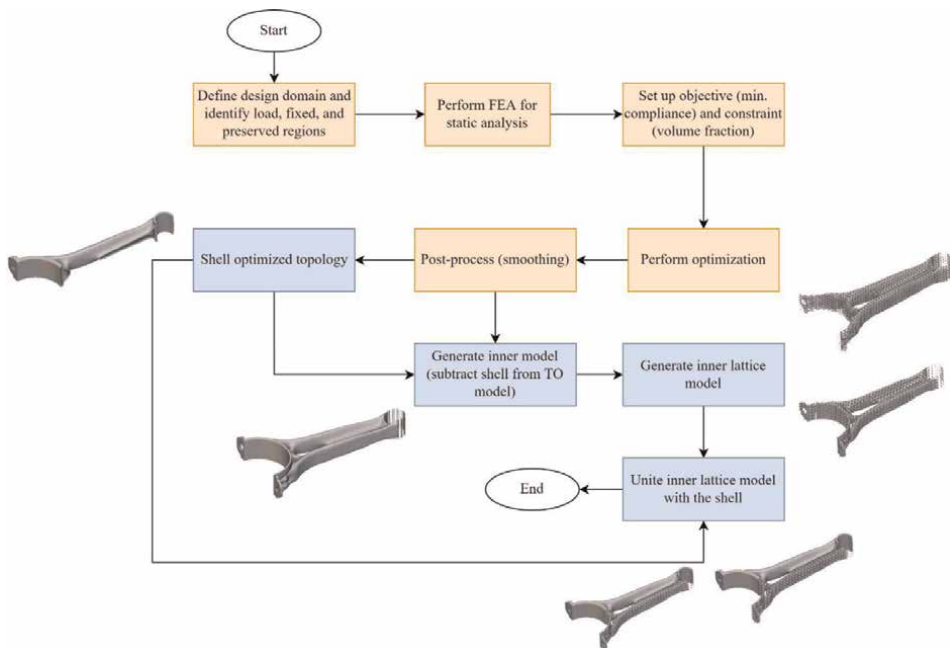 Start
Define design domain and
identify load, fixed, and
preserved regions
Perform FEA for
static analysis
Set up objective (min.
compliance) and constraint
(volume fraction)
Shell optimized topology
Post-process (smoothing)
Perform optimization
Generate inner model
(subtract shell from TO
model)
Generate inner lattice
model
End
Unite inner lattice model
with the shell